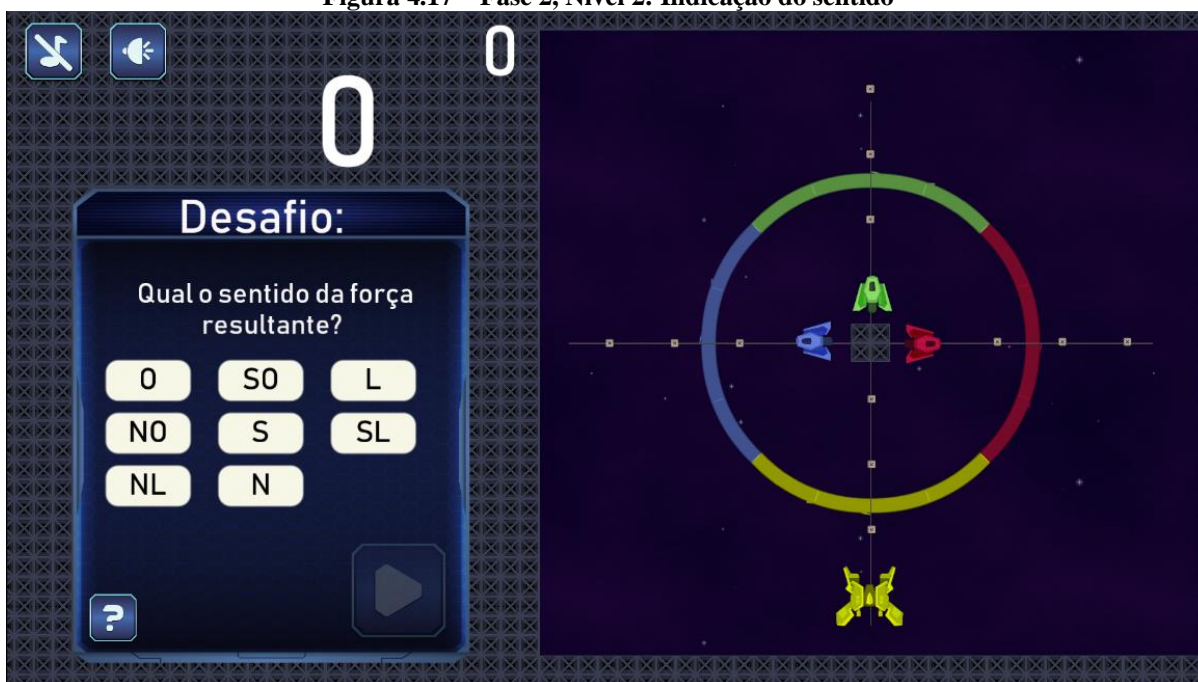 Figura 4.17 – Fase 2, Nível 2: Indicação do sentido
0
0
Desafio:
Qual o sentido da força
resultante?
O SO L
NO S SL
NL N
?